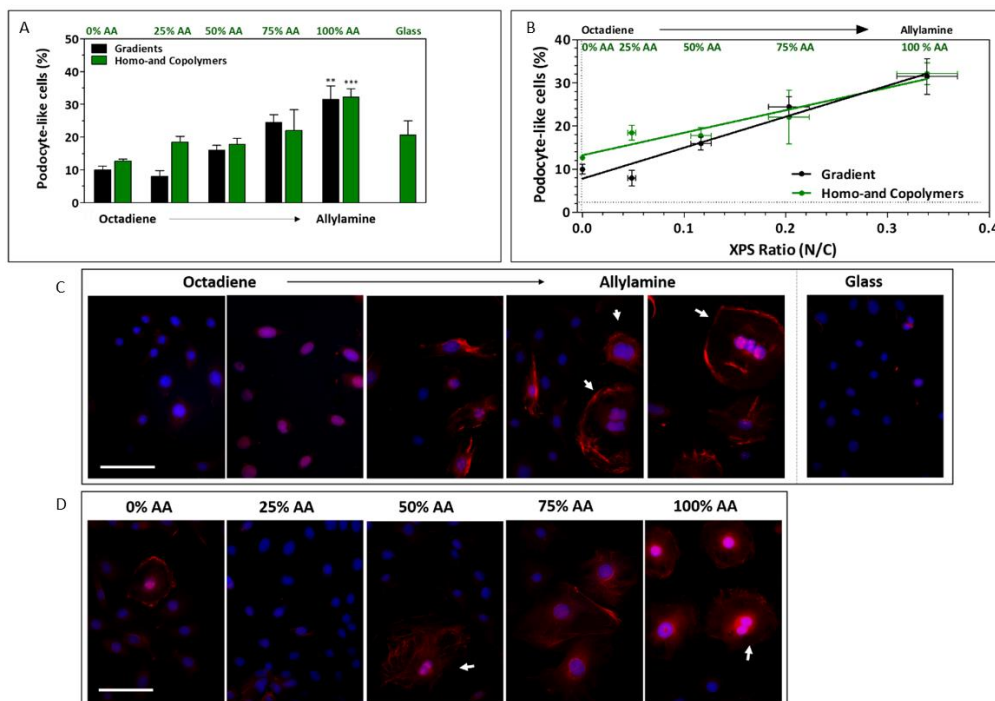 A
0% AA 25% AA 50% AA 75% AA 100% AA Glass
Podocyte-like cells (%)
50
40
30
20
10
0
Gradients
Homo-and Copolymers
** ***
Octadiene Allylamine
B
Octadiene Allylamine
0% AA 25% AA 50% AA 75% AA 100 % AA
Podocyte-like cells (%)
40
30
20
10
0
Gradient
Homo-and Copolymers
0.0 0.1 0.2 0.3 0.4
XPS Ratio (N/C)
C
Octadiene Allylamine Glass
D
0% AA 25% AA 50% AA 75% AA 100% AA